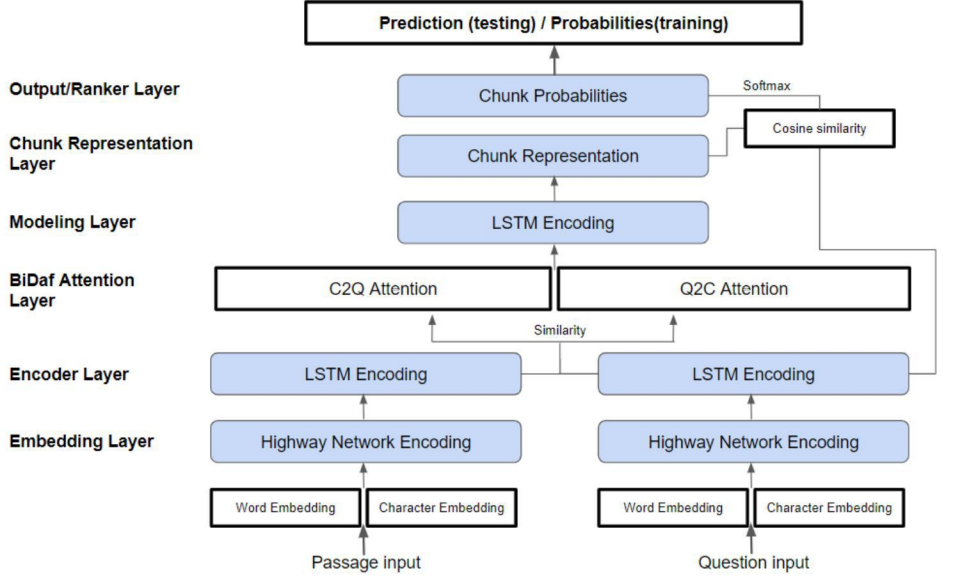 Prediction (testing) / Probabilities(training)
Output/Ranker Layer
Chunk Probabilities
Softmax
Chunk Representation
Layer
Chunk Representation
Cosine similarity
Modeling Layer
LSTM Encoding
BiDaf Attention
Layer
C2Q Attention
Q2C Attention
Similarity
Encoder Layer
LSTM Encoding
LSTM Encoding
Embedding Layer
Highway Network Encoding
Highway Network Encoding
Word Embedding
Character Embedding
Word Embedding
Character Embedding
Passage input
Question input